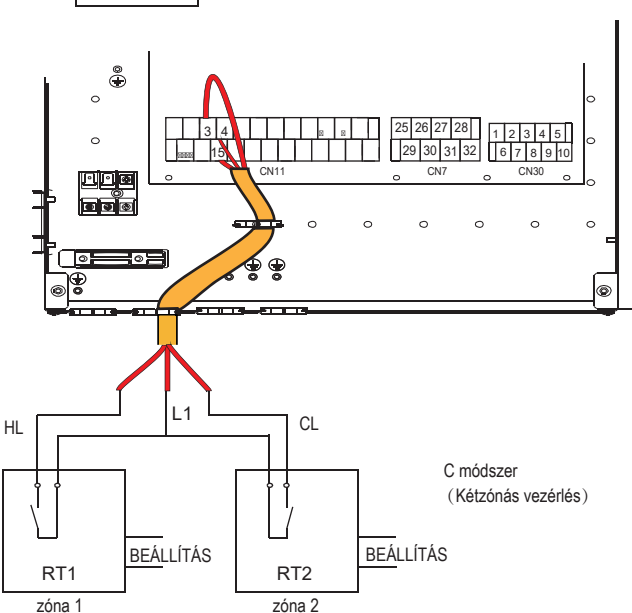 3 4
15
CN11
25 26 27 28
29 30 31 32
CN7
1 2 3 4 5
6 7 8 9 10
CN30
HL
L1
CL
C módszer
(Kétzónás vezérlés)
BEÁLLÍTÁS
BEÁLLÍTÁS
RT1
RT2
zóna 1
zóna 2